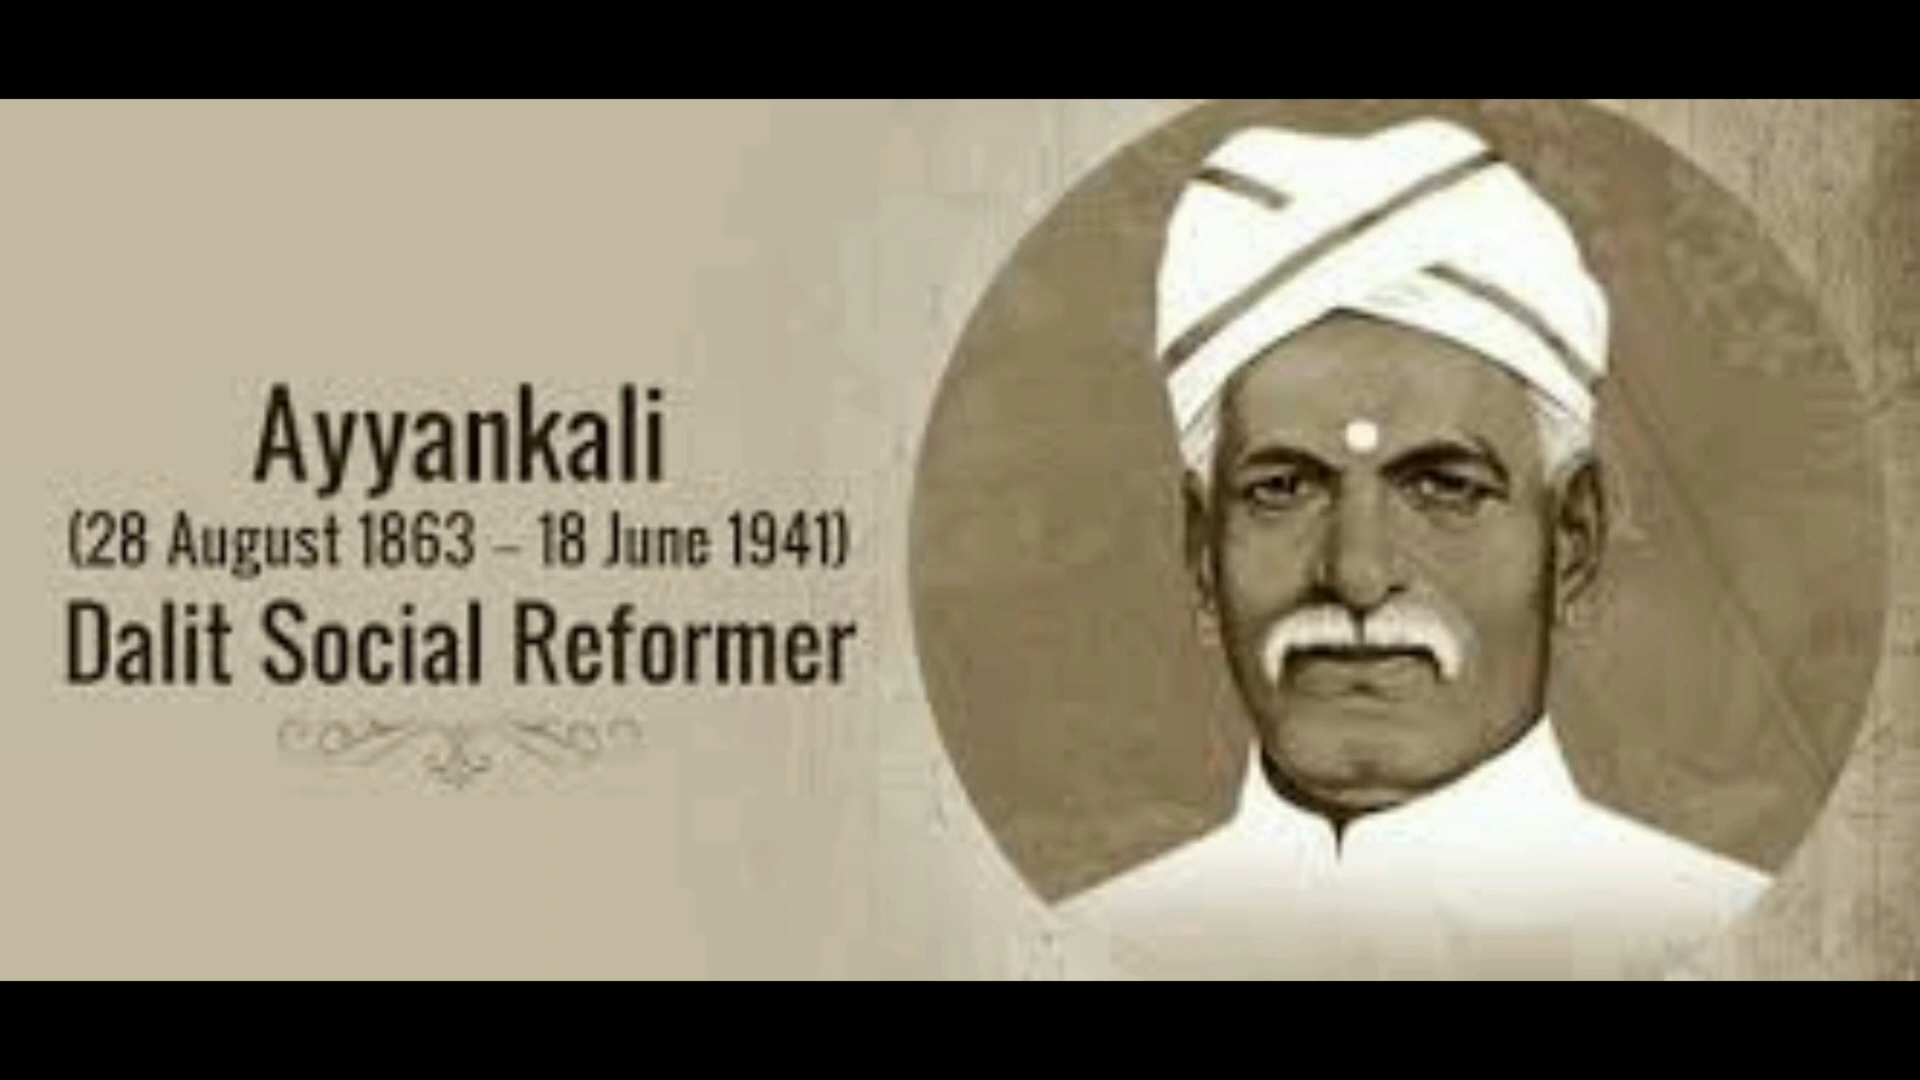 Ayyankali
(28 August 1863 – 18 June 1941)
Dalit Social Reformer